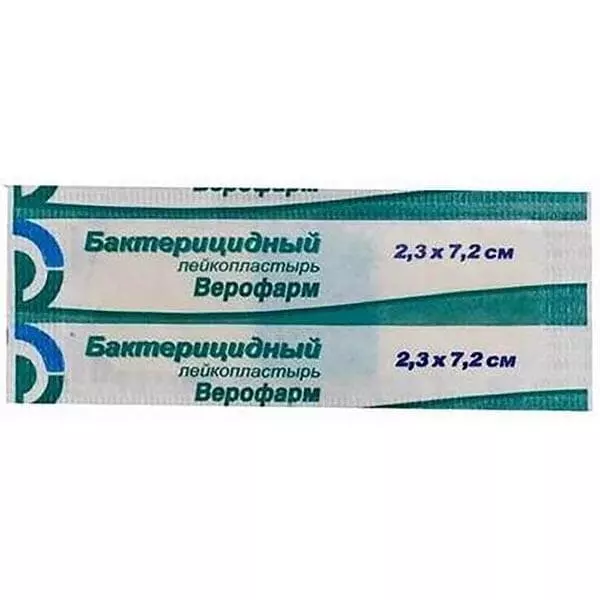 Верофарм
Бактерицидный
лейкопластырь
Верофарм
2,3 х 7,2 см
Бактерицидный
лейкопластырь
Верофарм
2,3 х 7,2 см